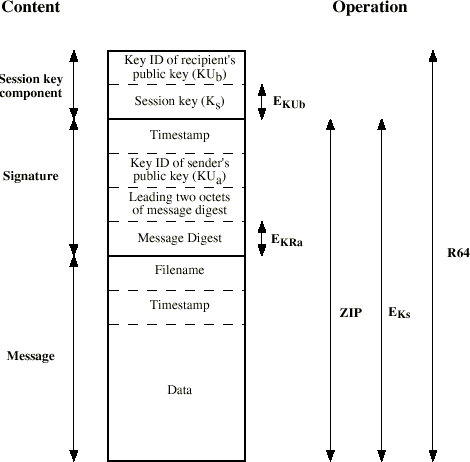 Content
Operation
Key ID of recipient's
public key (KUb)
Session key
component
Session key (Ks)
EKUb
Timestamp
Signature
Key ID of sender's
public key (KUa)
Leading two octets
of message digest
Message Digest
EKRa
R64
Filename
Timestamp
ZIP
EKs
Message
Data